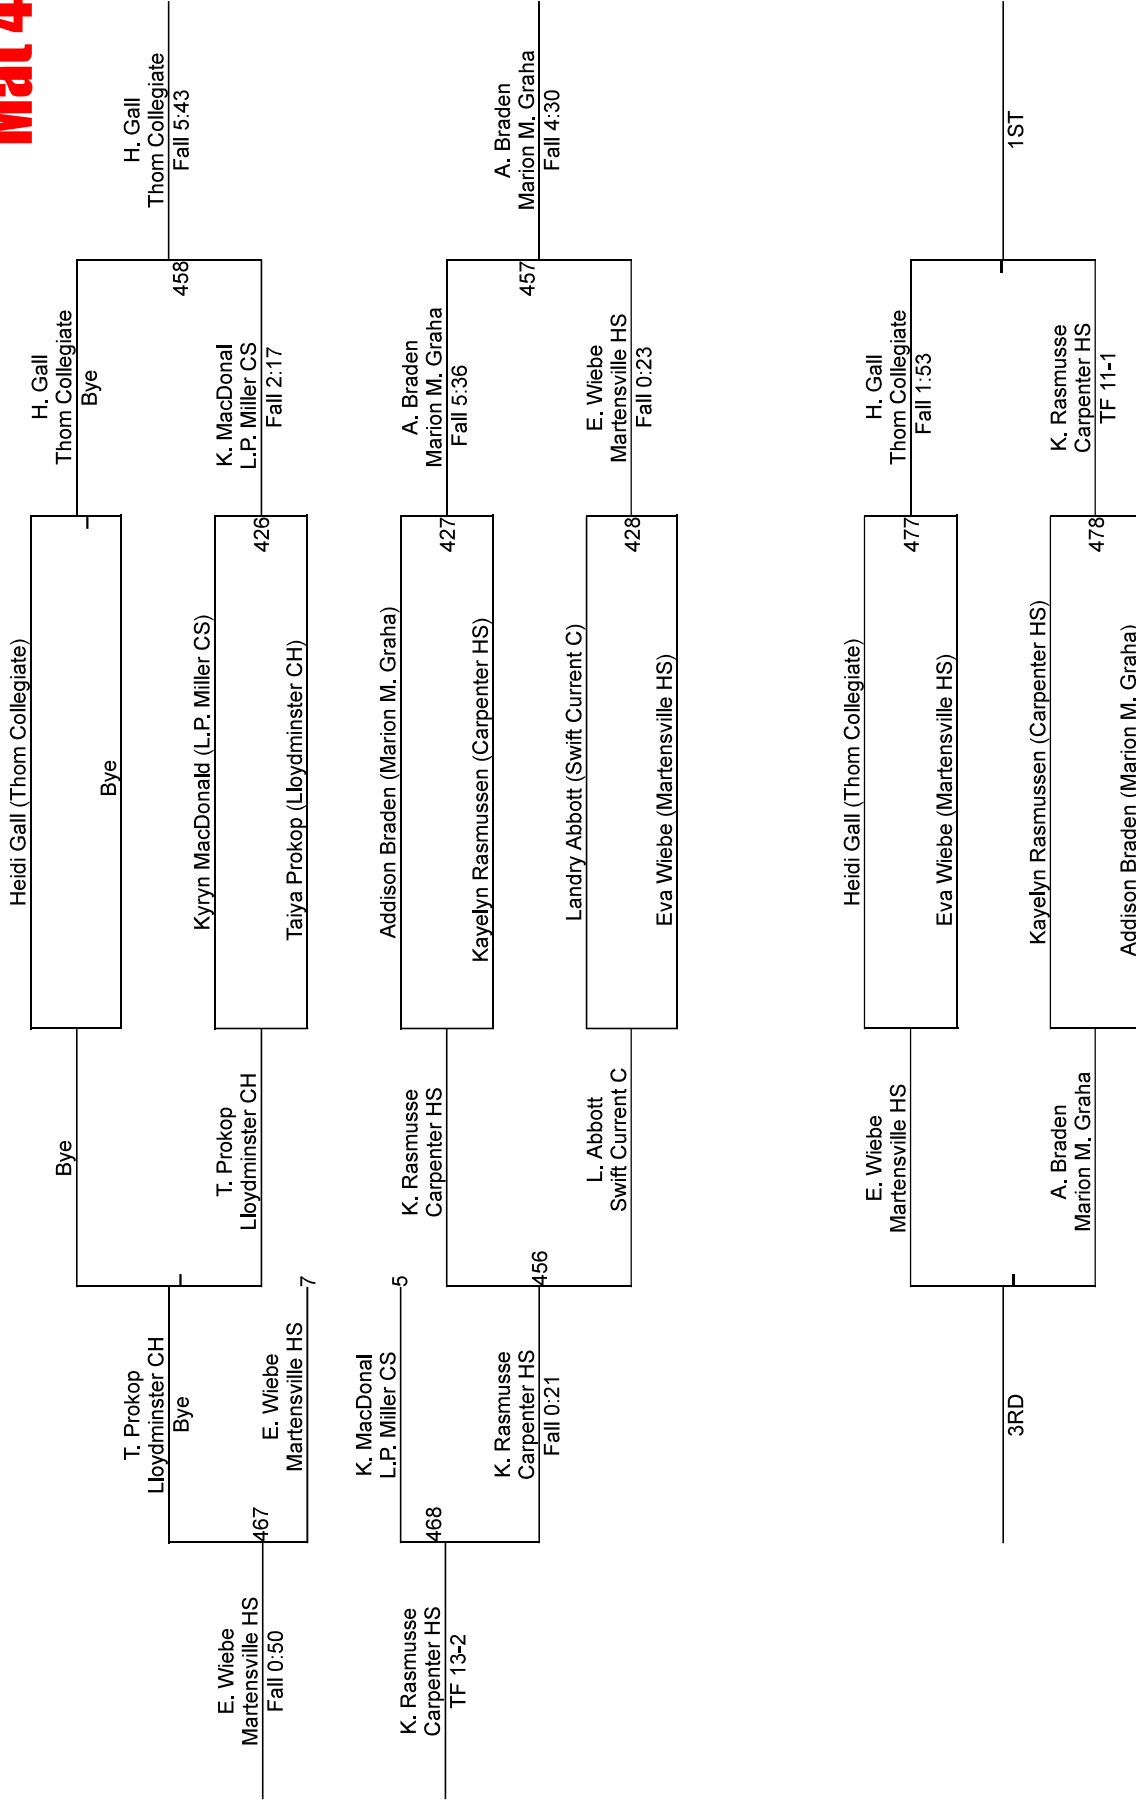 Mat 4
Heidi Gall (Thom Collegiate)
Bye
H. Gall
Thom Collegiate
Bye
Kyryn MacDonald (L.P. Miller CS)
426
Taiya Prokop (Lloydminster CH)
K. MacDonal
L.P. Miller CS
Fall 2:17
458
H. Gall
Thom Collegiate
Fall 5:43
Addison Braden (Marion M. Graha)
427
Kayelyn Rasmussen (Carpenter HS)
A. Braden
Marion M. Graha
Fall 5:36
Landry Abbott (Swift Current C)
428
Eva Wiebe (Martensville HS)
E. Wiebe
Martensville HS
Fall 0:23
457
A. Braden
Marion M. Graha
Fall 4:30
Bye
T. Prokop
Lloydminster CH
T. Prokop
Lloydminster CH
Bye
E. Wiebe
Martensville HS
7
467
E. Wiebe
Martensville HS
Fall 0:50
K. Rasmusse
Carpenter HS
L. Abbott
Swift Current C
456
K. MacDonal
L.P. Miller CS
5
K. Rasmusse
Carpenter HS
Fall 0:21
468
K. Rasmusse
Carpenter HS
TF 13-2
Heidi Gall (Thom Collegiate)
477
Eva Wiebe (Martensville HS)
H. Gall
Thom Collegiate
Fall 1:53
Kayelyn Rasmussen (Carpenter HS)
478
Addison Braden (Marion M. Graha)
K. Rasmusse
Carpenter HS
TF 11-1
1ST
E. Wiebe
Martensville HS
A. Braden
Marion M. Graha
3RD